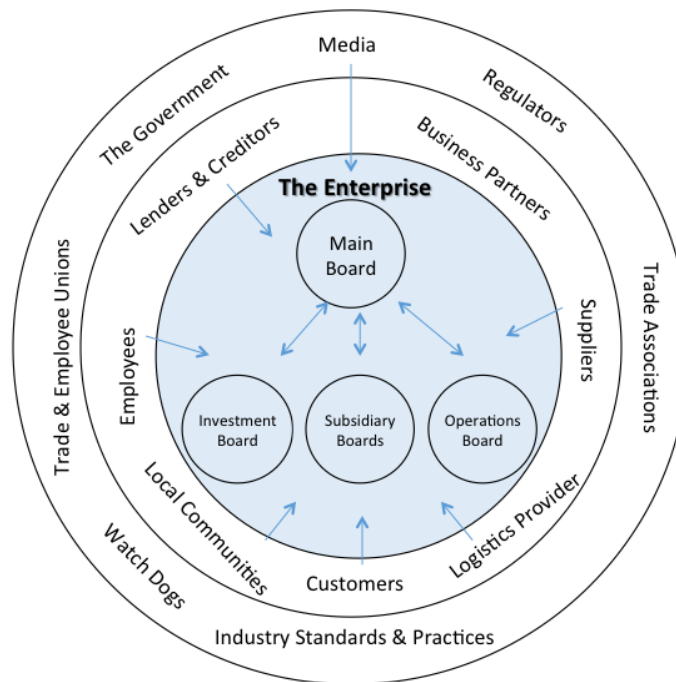 Media
The Government
Regulators
Lenders & Creditors
Business Partners
The Enterprise
Main
Board
Trade & Employee Unions
Employees
Suppliers
Trade Associations
Investment
Board
Subsidiary
Boards
Operations
Board
Local Communities
Logistics Provider
Watch Dogs
Customers
Industry Standards & Practices